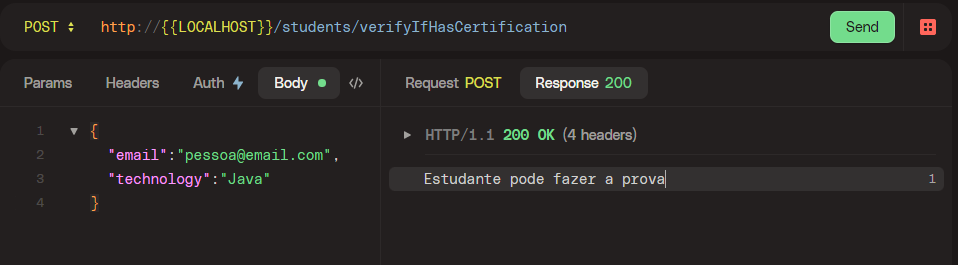 POST http://{{LOCALHOST}}/students/verifyIfHasCertification Send
Params Headers Auth Body </>
Request POST Response 200
1 {
2 "email":"pessoa@email.com",
3 "technology":"Java"
4 }
HTTP/1.1 200 OK (4 headers)
Estudante pode fazer a prova 1